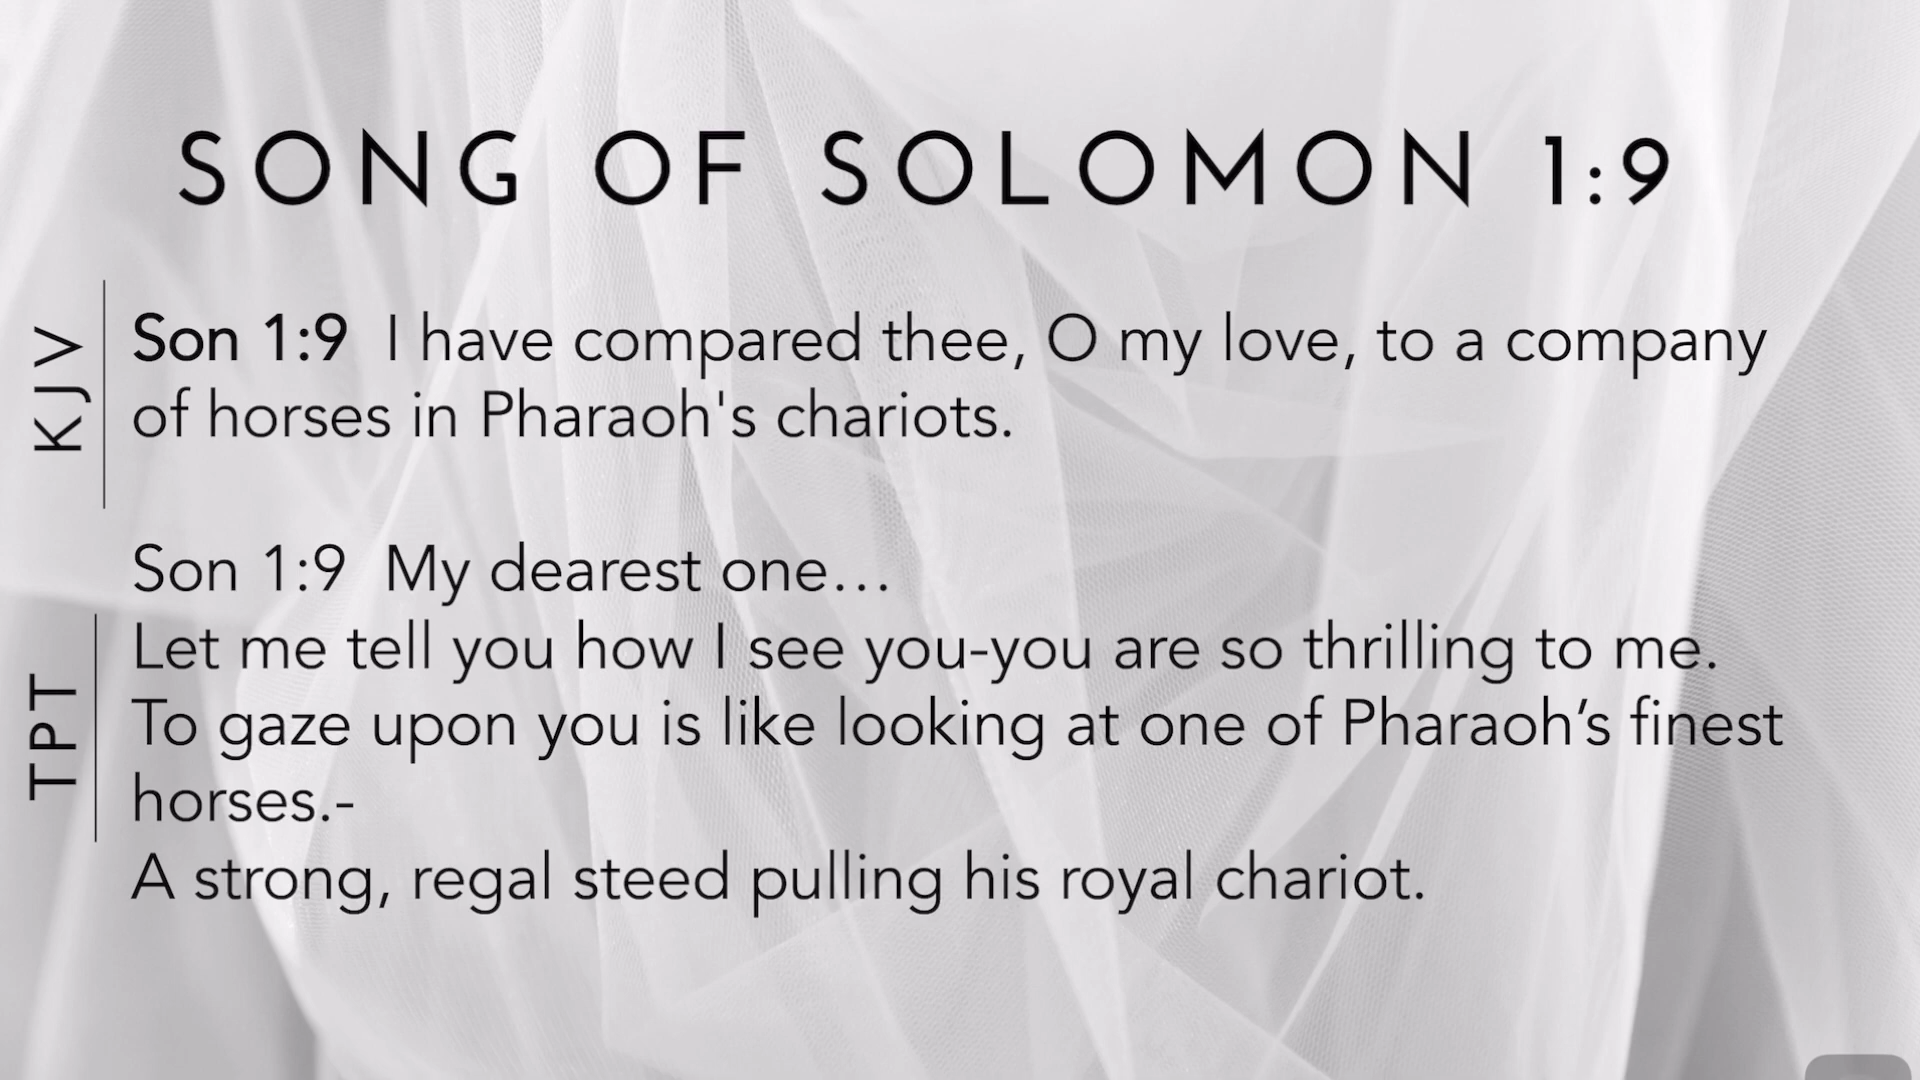 SONG OF SOLOMON 1:9
KJV
Son 1:9 I have compared thee, O my love, to a company
of horses in Pharaoh's chariots.
TPT
Son 1:9 My dearest one…
Let me tell you how I see you-you are so thrilling to me.
To gaze upon you is like looking at one of Pharaoh’s finest
horses.-
A strong, regal steed pulling his royal chariot.